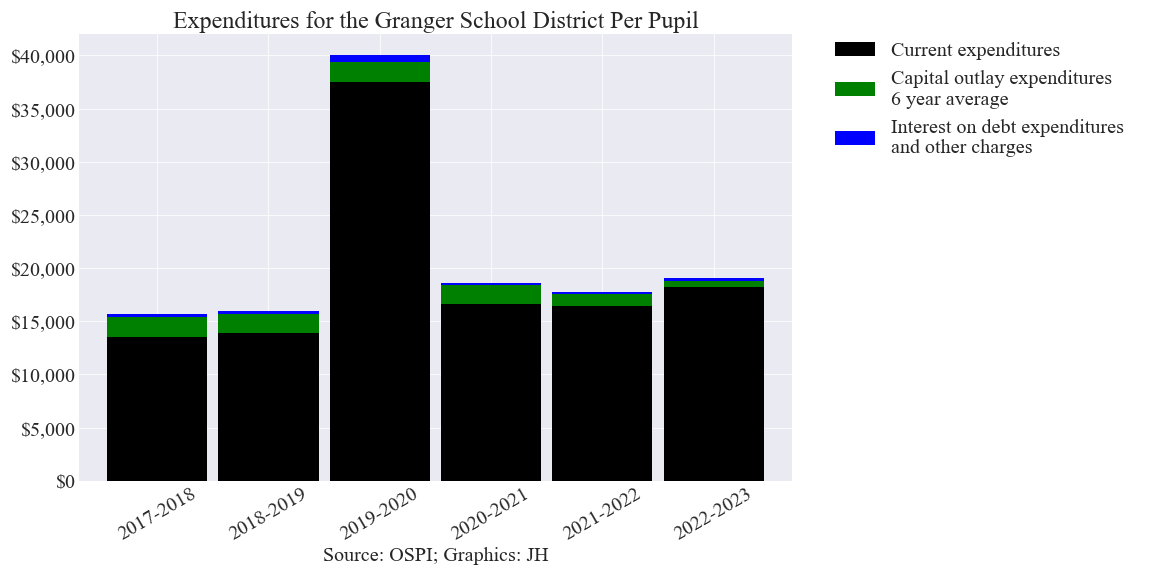 Expenditures for the Granger School District Per Pupil
$40,000
$35,000
$30,000
$25,000
$20,000
$15,000
$10,000
$5,000
$0
2017-2018
2018-2019
2019-2020
2020-2021
2021-2022
2022-2023
Source: OSPI; Graphics: JH
Current expenditures
Capital outlay expenditures
6 year average
Interest on debt expenditures
and other charges